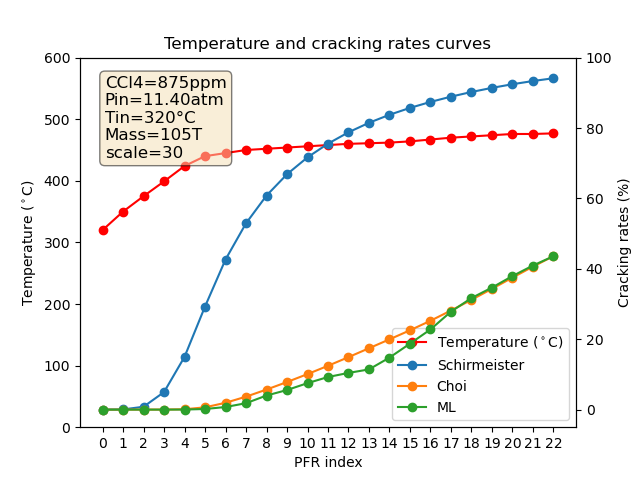 Temperature and cracking rates curves
CCl4=875ppm
Pin=11.40atm
Tin=320°C
Mass=105T
scale=30
600
500
400
300
200
100
0
Temperature (°C)
100
80
60
40
20
0
Cracking rates (%)
Temperature (°C)
Schirmeister
Choi
ML
0 1 2 3 4 5 6 7 8 9 10 11 12 13 14 15 16 17 18 19 20 21 22
PFR index